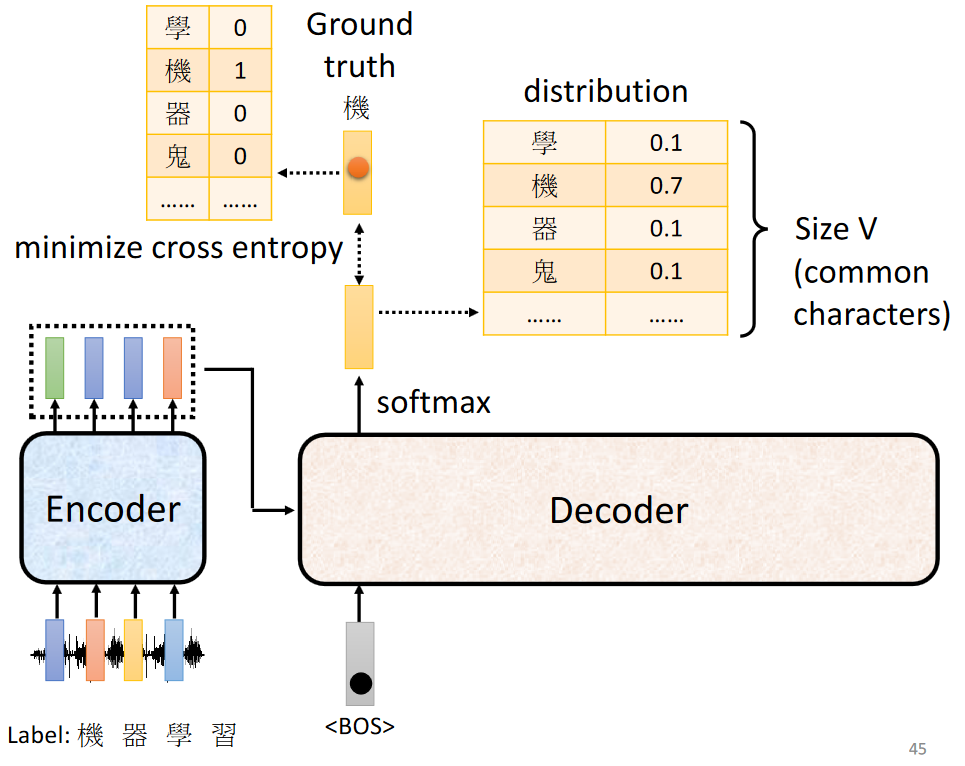 學 0
機 1
器 0
鬼 0
…… ……
Ground
truth
機
distribution
學 0.1
機 0.7
器 0.1
鬼 0.1
…… ……
Size V
(common
characters)
minimize cross entropy
softmax
Encoder
Decoder
<BOS>
Label: 機 器 學 習
45